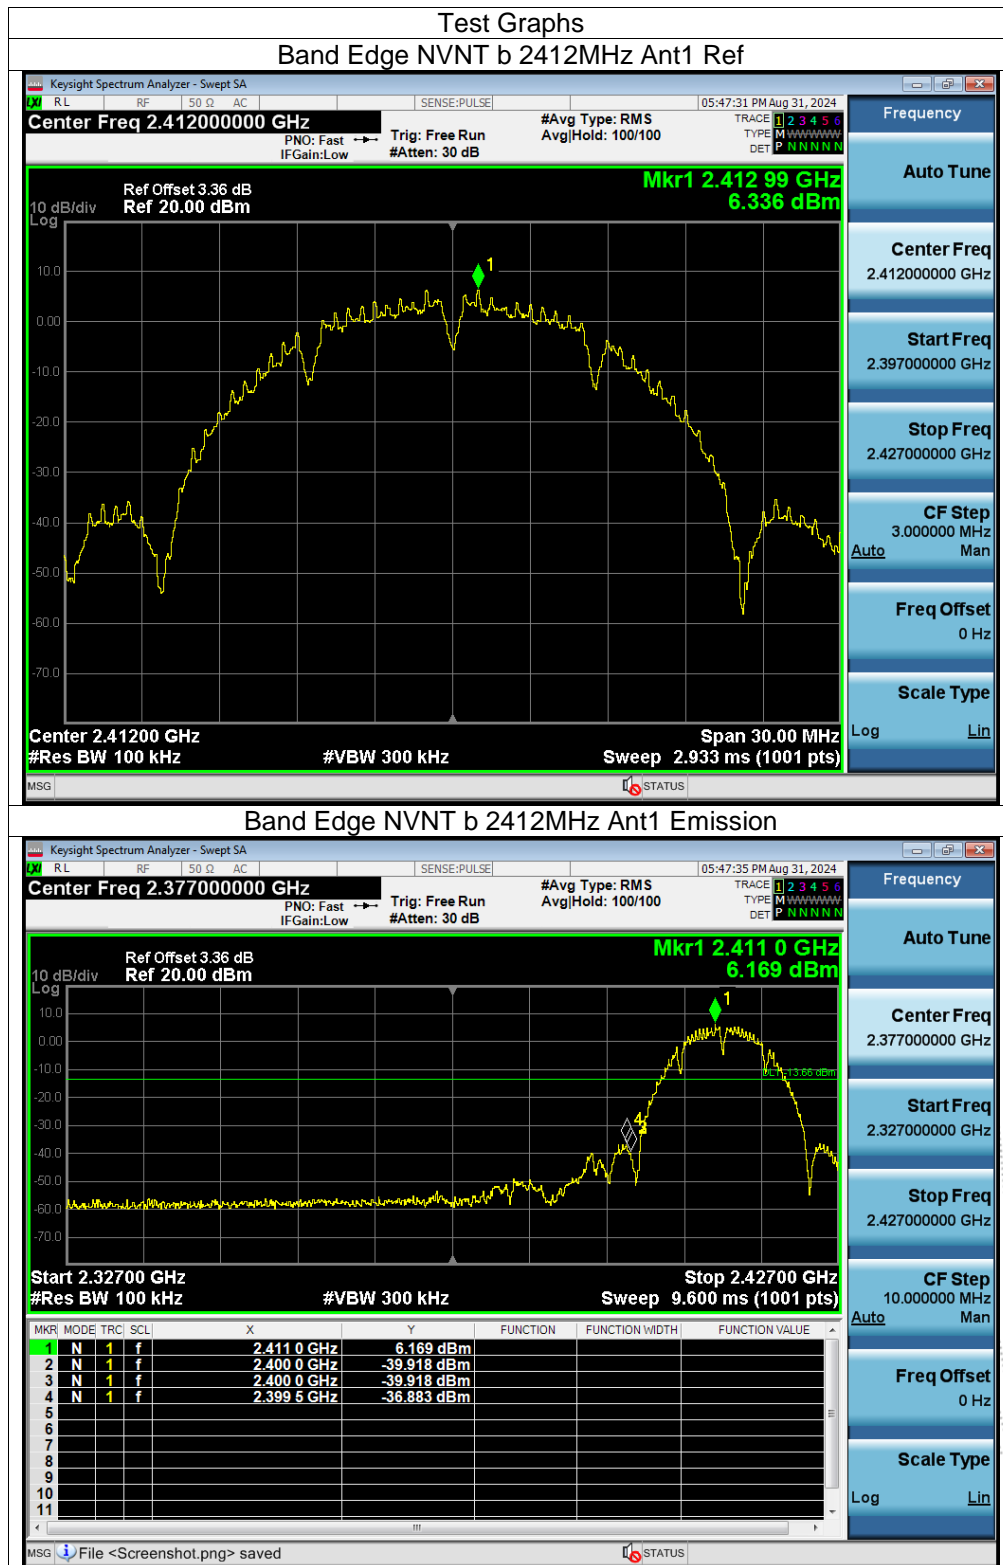 Test Graphs
Band Edge NVNT b 2412MHz Ant1 Ref
Keysight Spectrum Analyzer - Swept SA
LXI RL RF 50 Ω AC SENSE:PULSE 05:47:31 PM Aug 31, 2024
Center Freq 2.412000000 GHz
PNO: Fast
IFGain:Low
Trig: Free Run
#Atten: 30 dB
#Avg Type: RMS
Avg|Hold: 100/100
TRACE 1 2 3 4 5 6
TYPE M WWWWW
DET P N N N N N
Mkr1 2.412 99 GHz
6.336 dBm
Ref Offset 3.36 dB
10 dB/div Ref 20.00 dBm
Log
10.0
0.00
-10.0
-20.0
-30.0
-40.0
-50.0
-60.0
-70.0
1
Center 2.41200 GHz Span 30.00 MHz
#Res BW 100 kHz #VBW 300 kHz Sweep 2.933 ms (1001 pts)
MSG STATUS
Frequency
Auto Tune
Center Freq
2.412000000 GHz
Start Freq
2.397000000 GHz
Stop Freq
2.427000000 GHz
CF Step
3.000000 MHz
Auto Man
Freq Offset
0 Hz
Scale Type
Log Lin
Band Edge NVNT b 2412MHz Ant1 Emission
Keysight Spectrum Analyzer - Swept SA
LXI RL RF 50 Ω AC SENSE:PULSE 05:47:35 PM Aug 31, 2024
Center Freq 2.377000000 GHz
PNO: Fast
IFGain:Low
Trig: Free Run
#Atten: 30 dB
#Avg Type: RMS
Avg|Hold: 100/100
TRACE 1 2 3 4 5 6
TYPE M WWWWW
DET P N N N N N
Mkr1 2.411 0 GHz
6.169 dBm
Ref Offset 3.36 dB
10 dB/div Ref 20.00 dBm
Log
10.0
0.00
-10.0
-20.0
-30.0
-40.0
-50.0
-60.0
-70.0
1
DL1 -13.66 dBm
4
Start 2.32700 GHz Stop 2.42700 GHz
#Res BW 100 kHz #VBW 300 kHz Sweep 9.600 ms (1001 pts)
MKR MODE TRC SCL X Y FUNCTION FUNCTION WIDTH FUNCTION VALUE
1 N 1 f 2.411 0 GHz 6.169 dBm
2 N 1 f 2.400 0 GHz -39.918 dBm
3 N 1 f 2.400 0 GHz -39.918 dBm
4 N 1 f 2.399 5 GHz -36.883 dBm
5
6
7
8
9
10
11
MSG File <Screenshot.png> saved STATUS
Frequency
Auto Tune
Center Freq
2.377000000 GHz
Start Freq
2.327000000 GHz
Stop Freq
2.427000000 GHz
CF Step
10.000000 MHz
Auto Man
Freq Offset
0 Hz
Scale Type
Log Lin